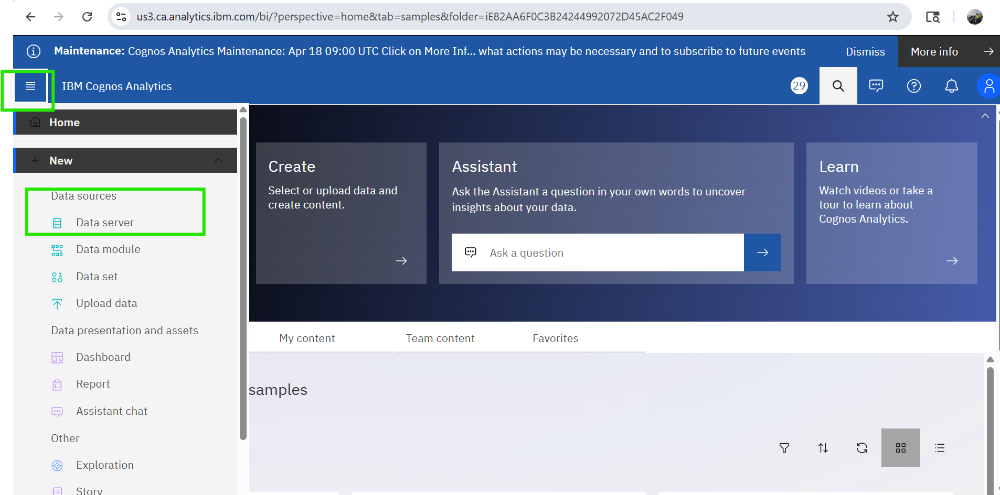 us3.ca.analytics.ibm.com/bi/?perspective=home&tab=samples&folder=iE82AA6F0C3B24244992072D45AC2F049
Maintenance: Cognos Analytics Maintenance: Apr 18 09:00 UTC Click on More Inf... what actions may be necessary and to subscribe to future events
Dismiss
More info
IBM Cognos Analytics
29
Home
New
Data sources
Data server
Data module
Data set
Upload data
Data presentation and assets
Dashboard
Report
Assistant chat
Other
Exploration
Story
Create
Select or upload data and
create content.
Assistant
Ask the Assistant a question in your own words to uncover
insights about your data.
Ask a question
Learn
Watch videos or take a
tour to learn about
Cognos Analytics.
My content
Team content
Favorites
samples